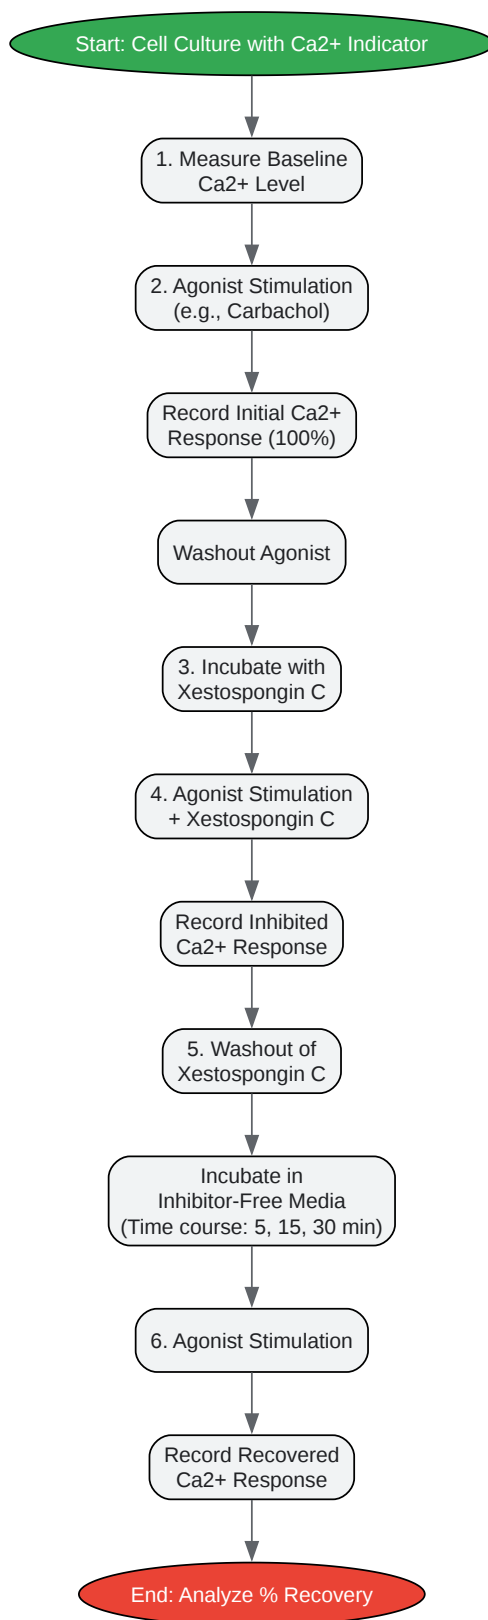 Start: Cell Culture with Ca2+ Indicator
1. Measure Baseline
Ca2+ Level
2. Agonist Stimulation
(e.g., Carbachol)
Record Initial Ca2+
Response (100%)
Washout Agonist
3. Incubate with
Xestospongin C
4. Agonist Stimulation
+ Xestospongin C
Record Inhibited
Ca2+ Response
5. Washout of
Xestospongin C
Incubate in
Inhibitor-Free Media
(Time course: 5, 15, 30 min)
6. Agonist Stimulation
Record Recovered
Ca2+ Response
End: Analyze % Recovery